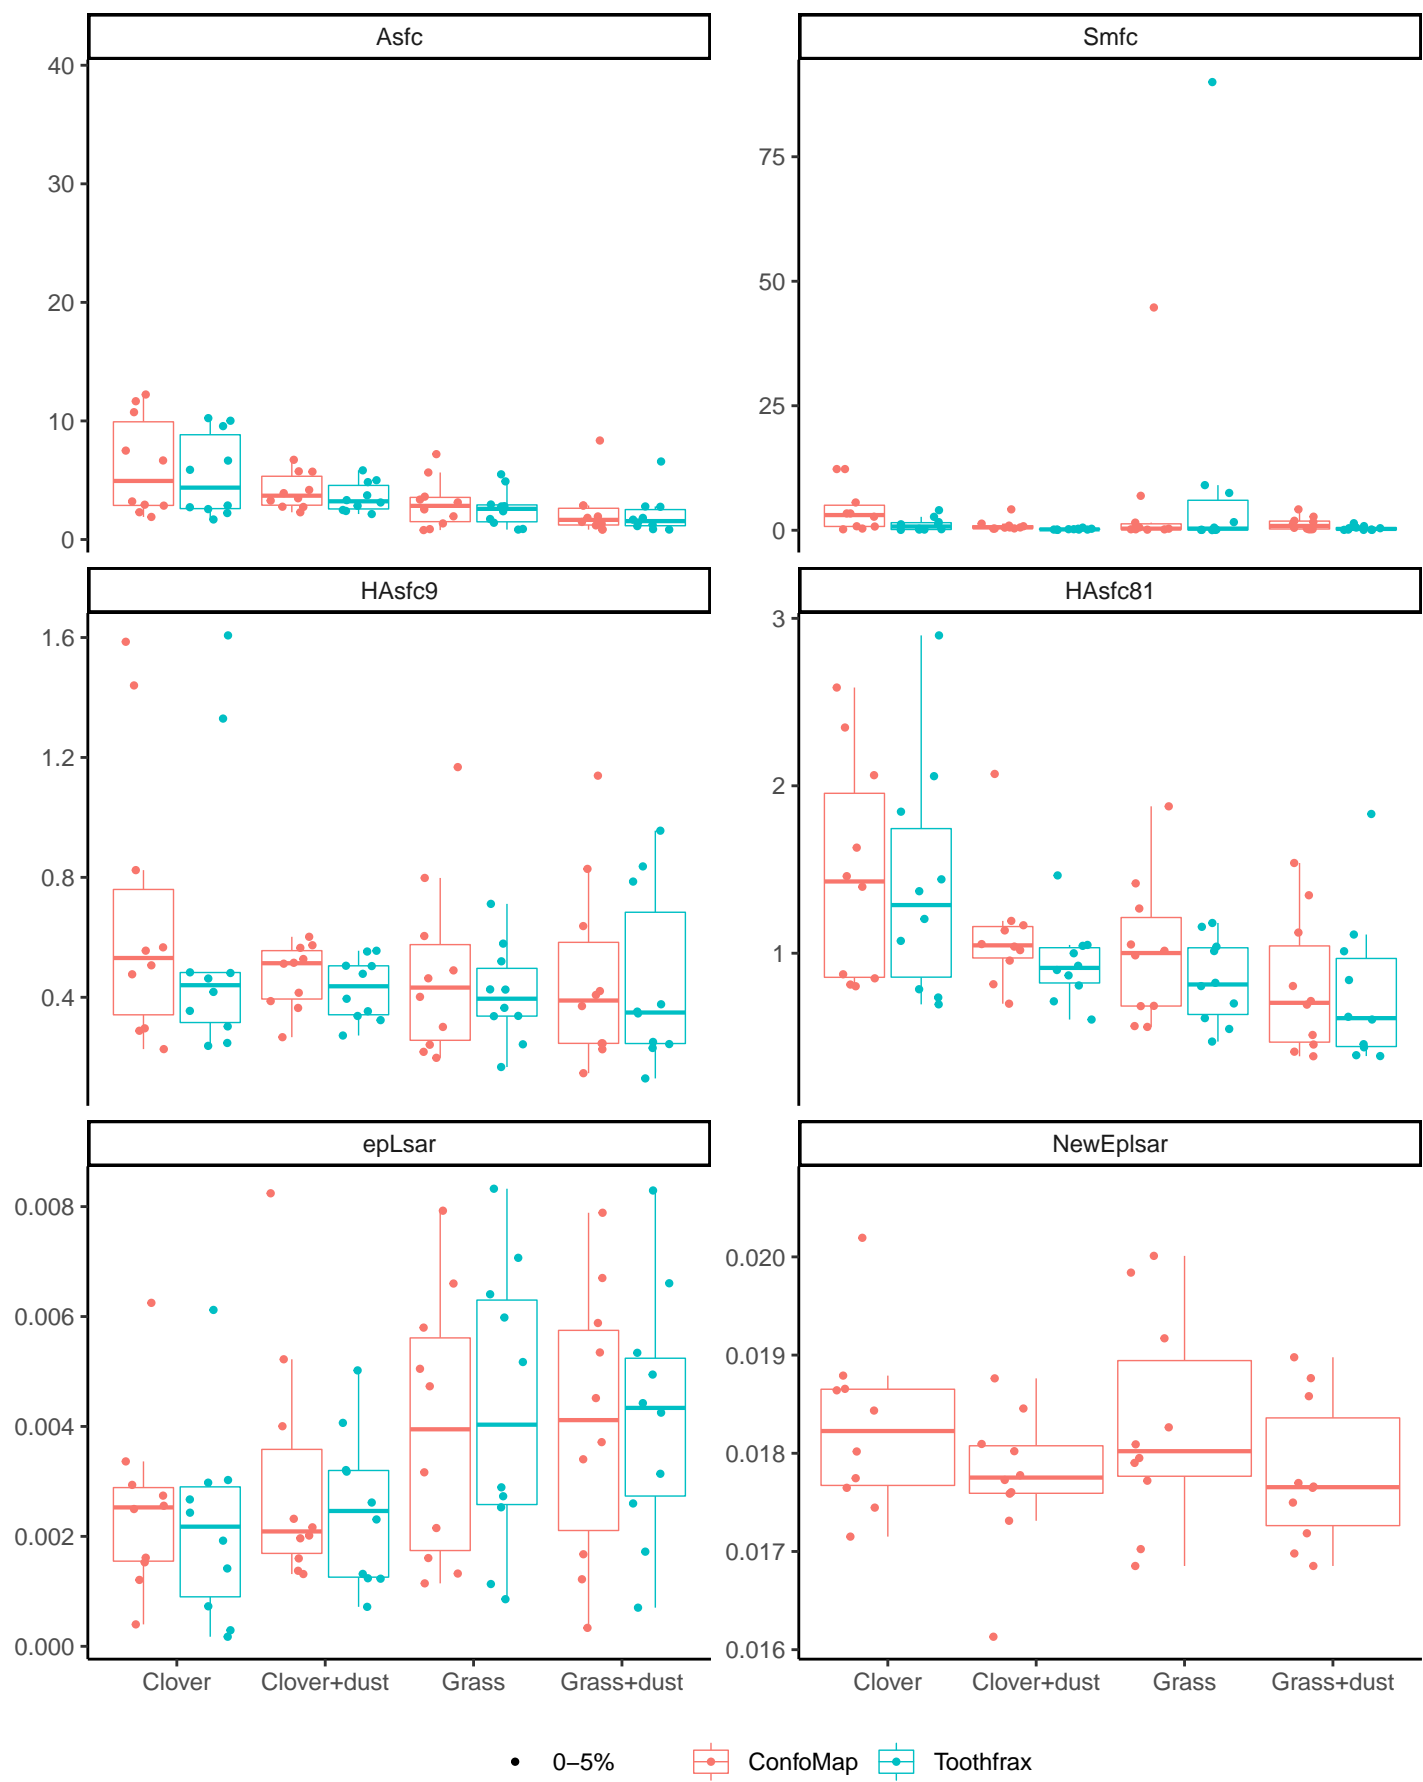 Asfc
Smfc
40
30
20
10
0
75
50
25
0
HAsfc9
HAsfc81
1.6
1.2
0.8
0.4
3
2
1
epLsar
NewEplsar
0.008
0.006
0.004
0.002
0.000
0.020
0.019
0.018
0.017
0.016
Clover Clover+dust Grass Grass+dust
Clover Clover+dust Grass Grass+dust
0–5% ConfoMap Toothfrax